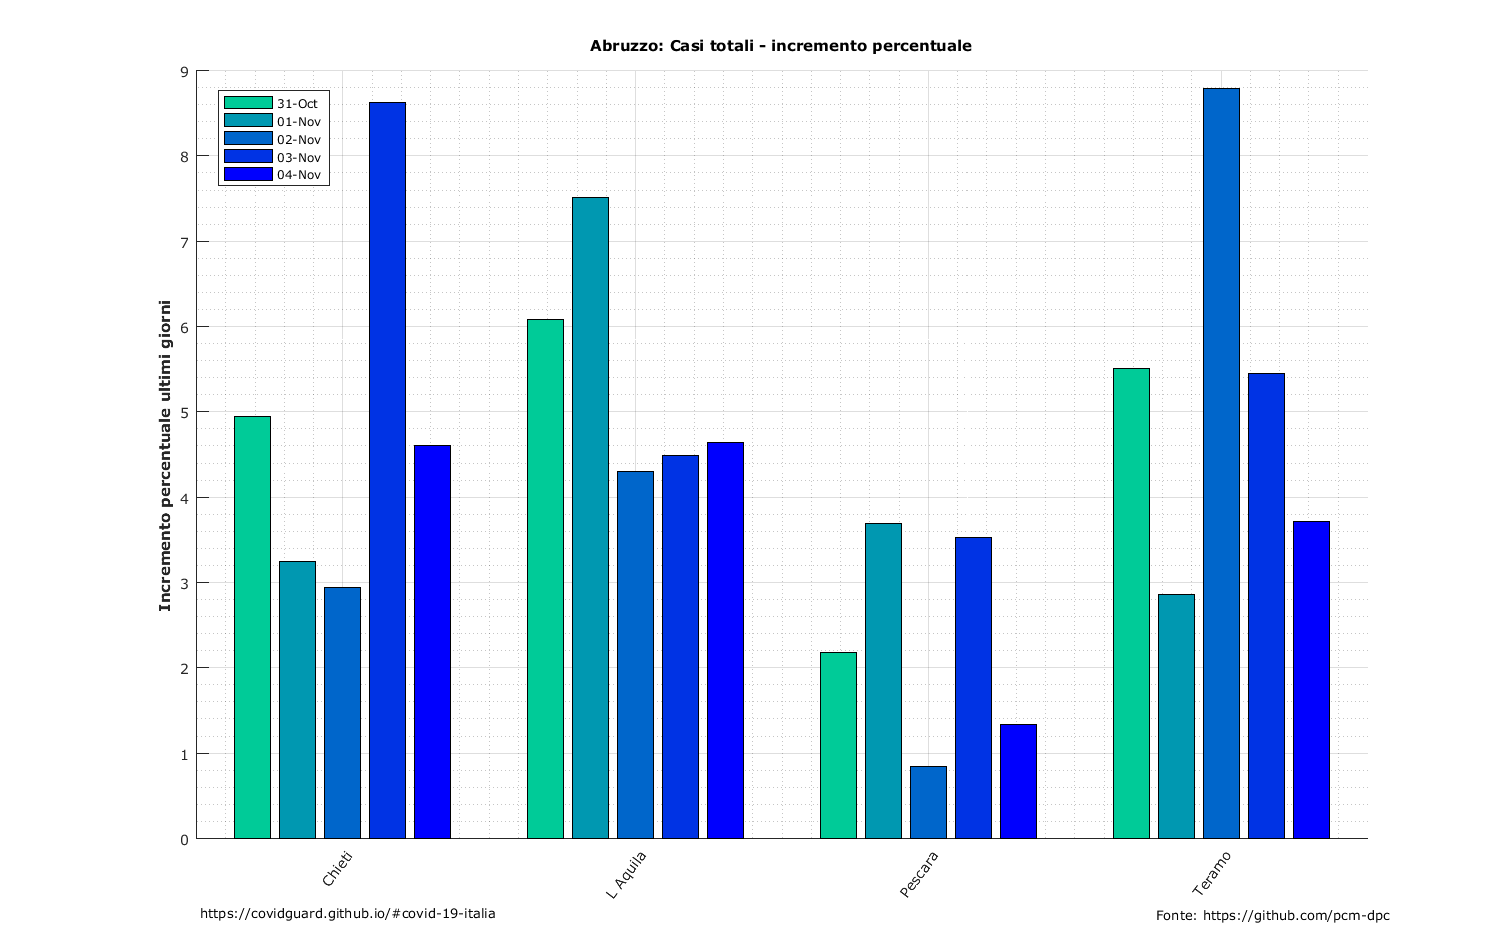 Abruzzo: Casi totali - incremento percentuale
9
8
7
6
5
4
3
2
1
0
Incremento percentuale ultimi giorni
31-Oct
01-Nov
02-Nov
03-Nov
04-Nov
Chieti
L Aquila
Pescara
Teramo
https://covidguard.github.io/#covid-19-italia
Fonte: https://github.com/pcm-dpc